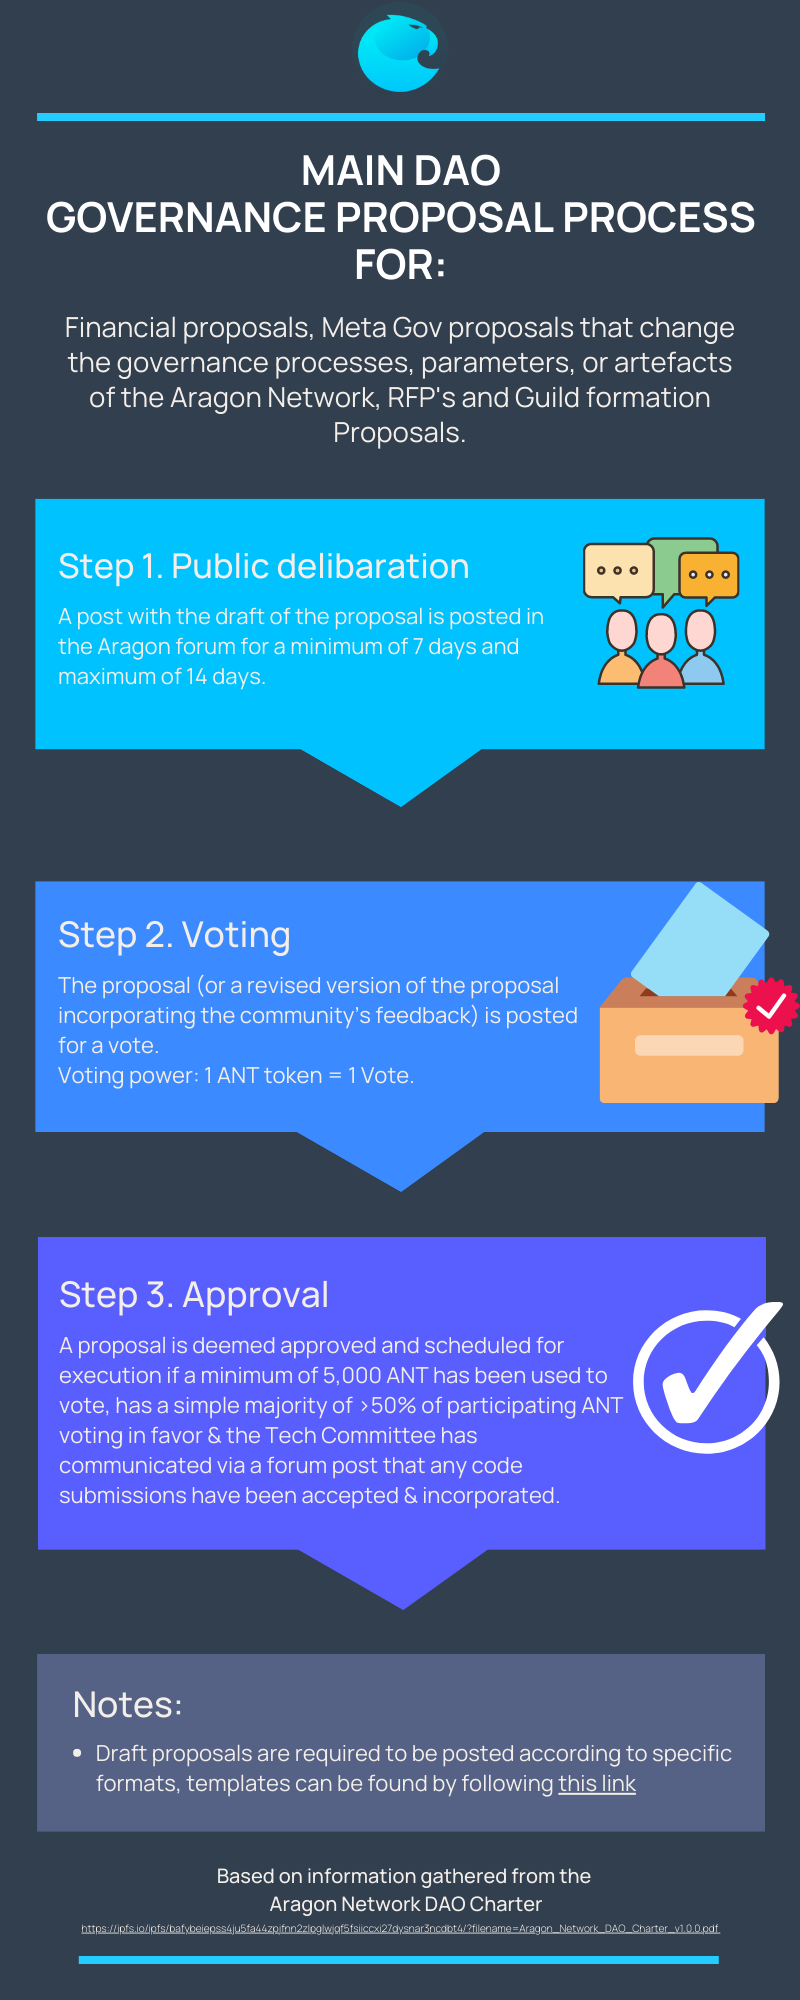 MAIN DAO
GOVERNANCE PROPOSAL PROCESS
FOR:
Financial proposals, Meta Gov proposals that change
the governance processes, parameters, or artefacts
of the Aragon Network, RFP's and Guild formation
Proposals.
Step 1. Public delibaration
A post with the draft of the proposal is posted in
the Aragon forum for a minimum of 7 days and
maximum of 14 days.
Step 2. Voting
The proposal (or a revised version of the proposal
incorporating the community's feedback) is posted
for a vote.
Voting power: 1 ANT token = 1 Vote.
Step 3. Approval
A proposal is deemed approved and scheduled for
execution if a minimum of 5,000 ANT has been used to
vote, has a simple majority of >50% of participating ANT
voting in favor & the Tech Committee has
communicated via a forum post that any code
submissions have been accepted & incorporated.
Notes:
• Draft proposals are required to be posted according to specific
formats, templates can be found by following this link
Based on information gathered from the
Aragon Network DAO Charter
https://ipfs.io/ipfs/bafybeiepss4ju5fa44zpjfnn2zlpglwjqf5fsiiccxi27dysnar3ncdbt4/?filename=Aragon_Network_DAO_Charter_v1.0.0.pdf